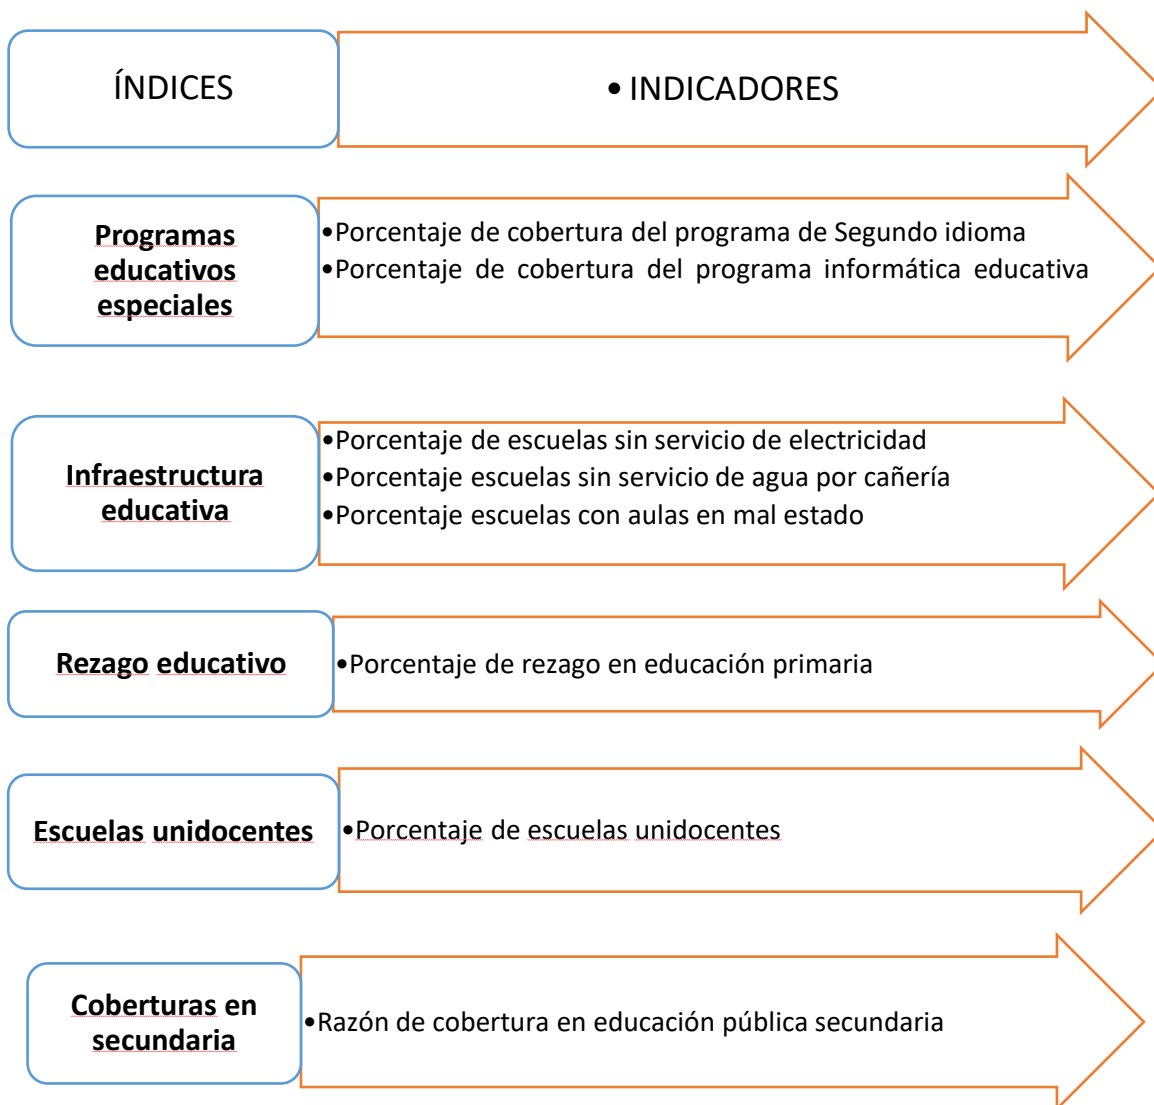 ÍNDICES
• INDICADORES
Programas
educativos
especiales
•Porcentaje de cobertura del programa de Segundo idioma
•Porcentaje de cobertura del programa informática educativa
Infraestructura
educativa
•Porcentaje de escuelas sin servicio de electricidad
•Porcentaje escuelas sin servicio de agua por cañería
•Porcentaje escuelas con aulas en mal estado
Rezago educativo
•Porcentaje de rezago en educación primaria
Escuelas unidocentes
•Porcentaje de escuelas unidocentes
Coberturas en
secundaria
•Razón de cobertura en educación pública secundaria